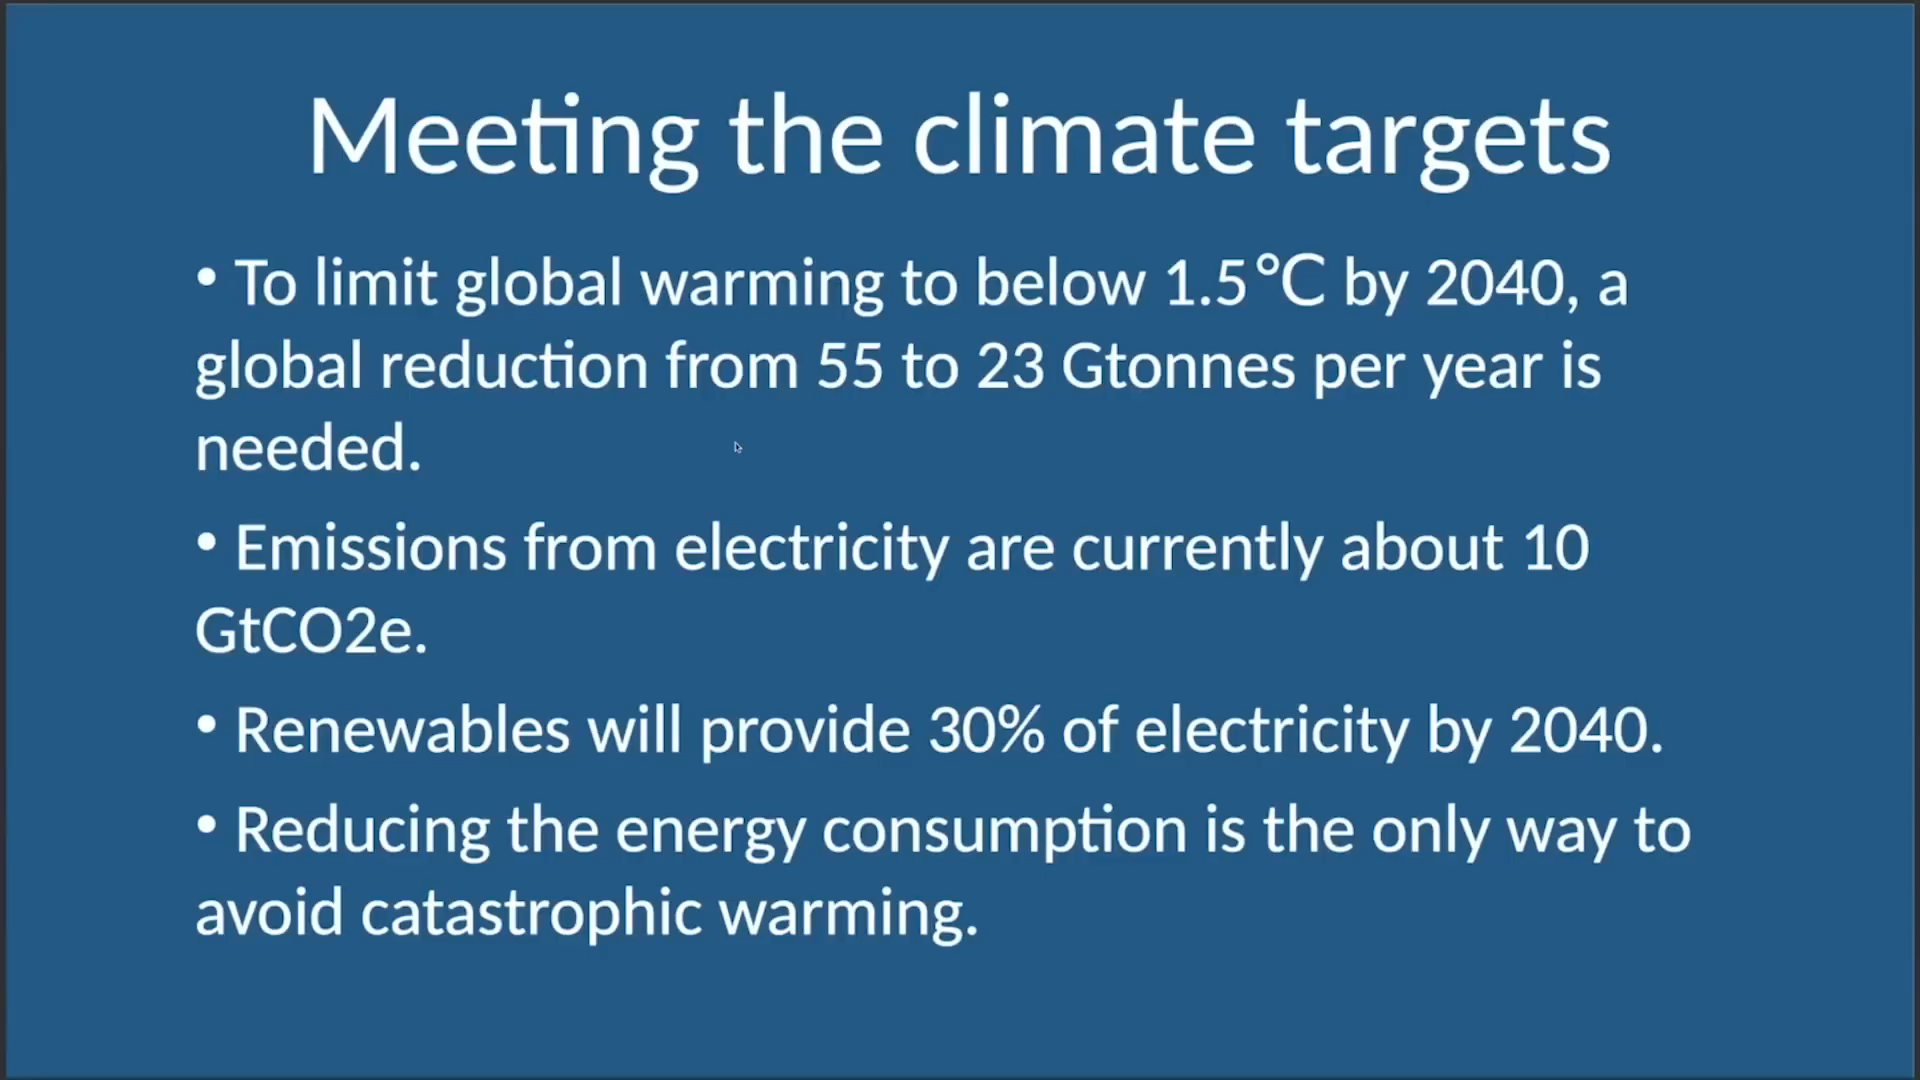 Meeting the climate targets
• To limit global warming to below 1.5℃ by 2040, a
global reduction from 55 to 23 Gtonnes per year is
needed.
• Emissions from electricity are currently about 10
GtCO2e.
• Renewables will provide 30% of electricity by 2040.
• Reducing the energy consumption is the only way to
avoid catastrophic warming.